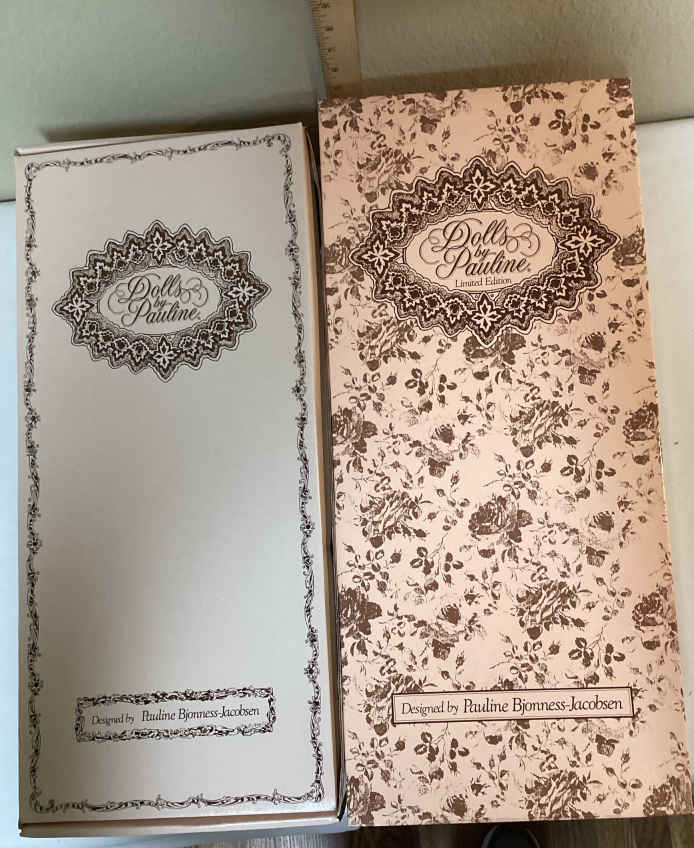 Dolls
by
Pauline.
Designed by Pauline Bjonness-Jacobsen
Dolls
by
Pauline.
Limited Edition
Designed by Pauline Bjonness-Jacobsen